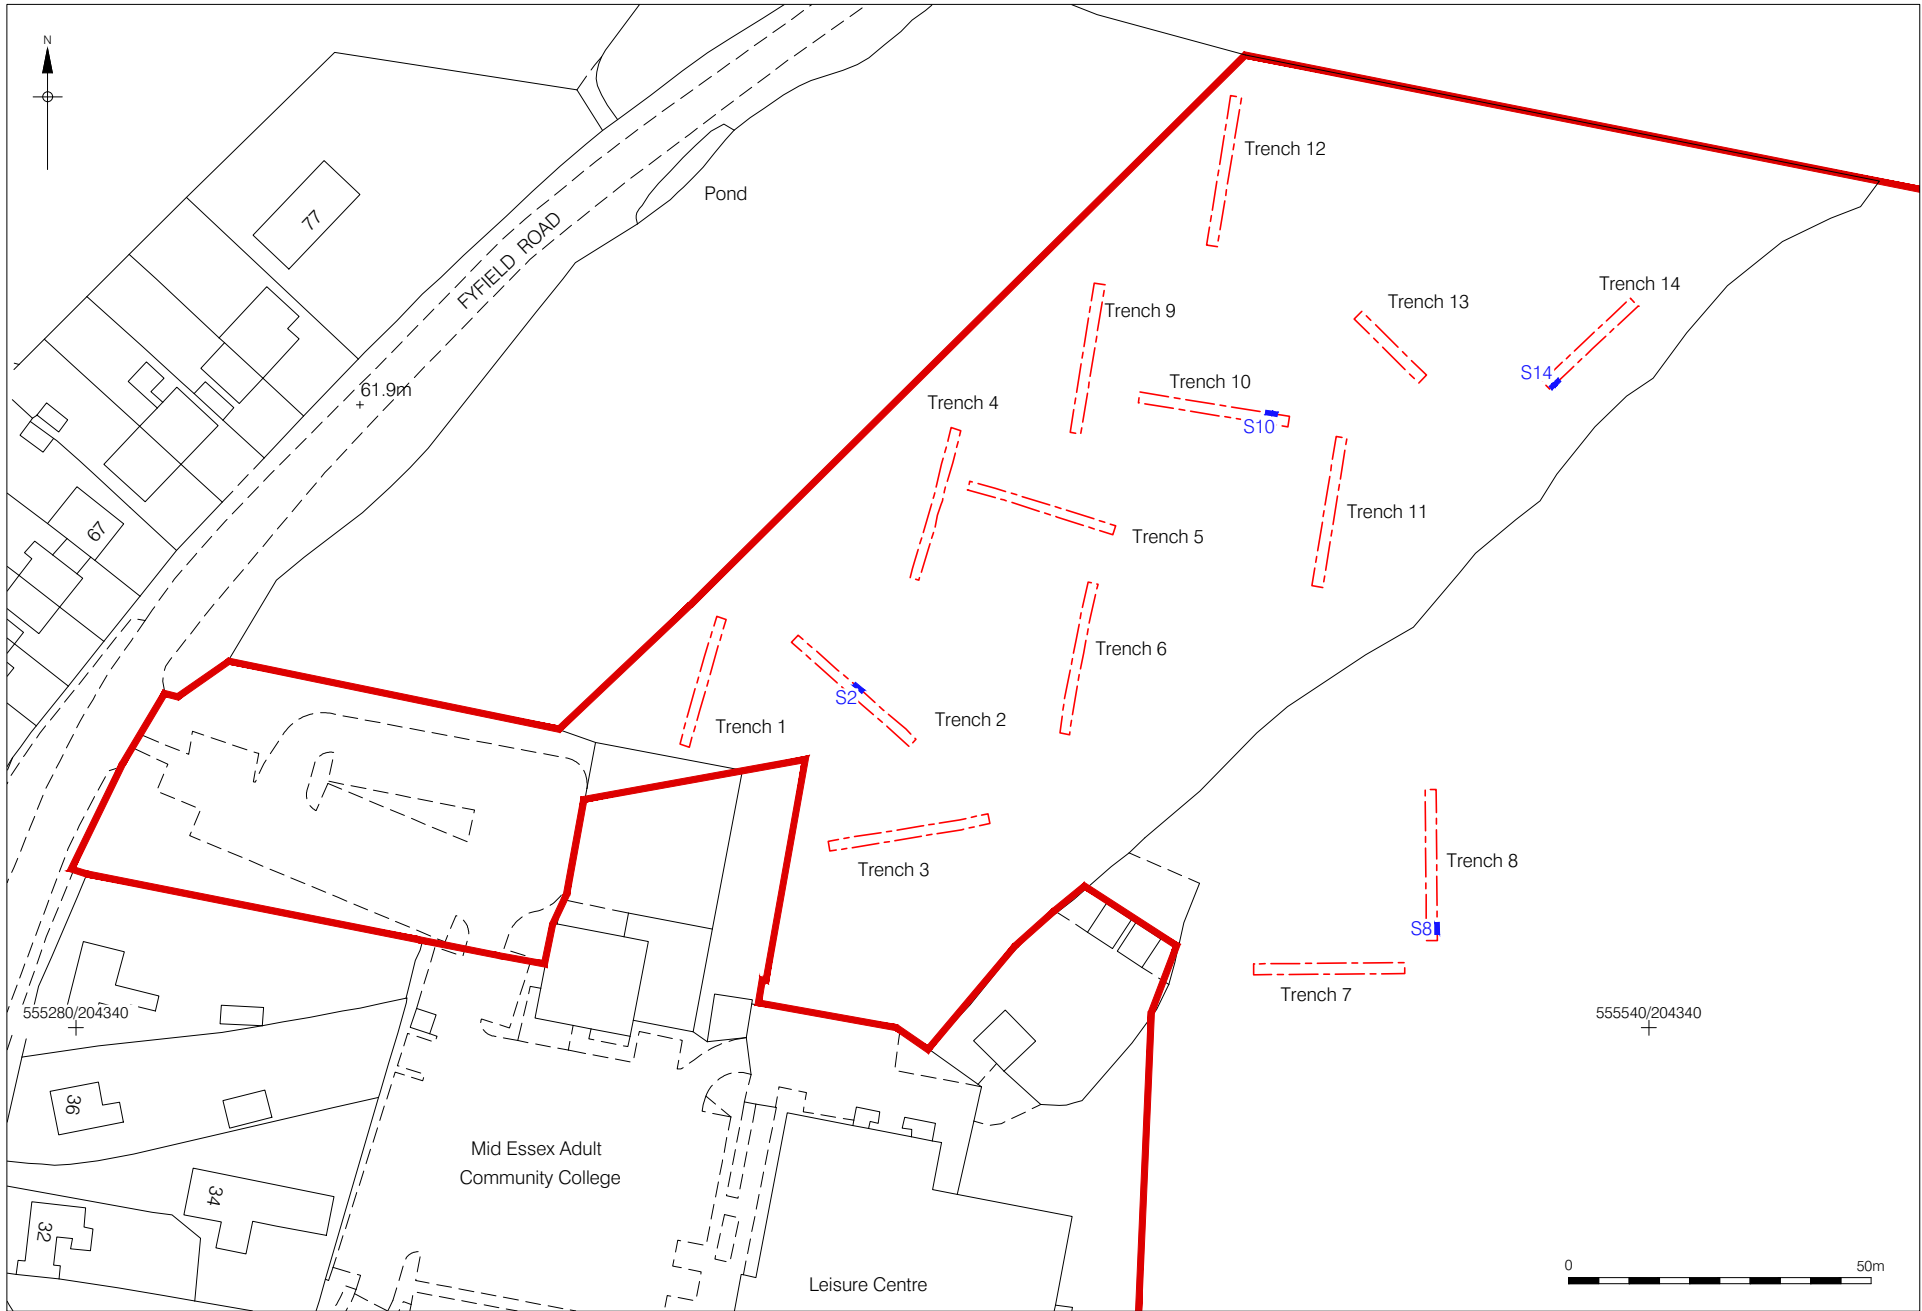 N
Trench 12
77
Pond
FYFIELD ROAD
Trench 14
Trench 13
Trench 9
S14
61.9m
Trench 10
Trench 4
S10
Trench 11
67
Trench 5
Trench 6
S2
Trench 2
Trench 1
Trench 8
Trench 3
S8
Trench 7
555280/204340
555540/204340
36
Mid Essex Adult
Community College
34
32
0
50m
Leisure Centre